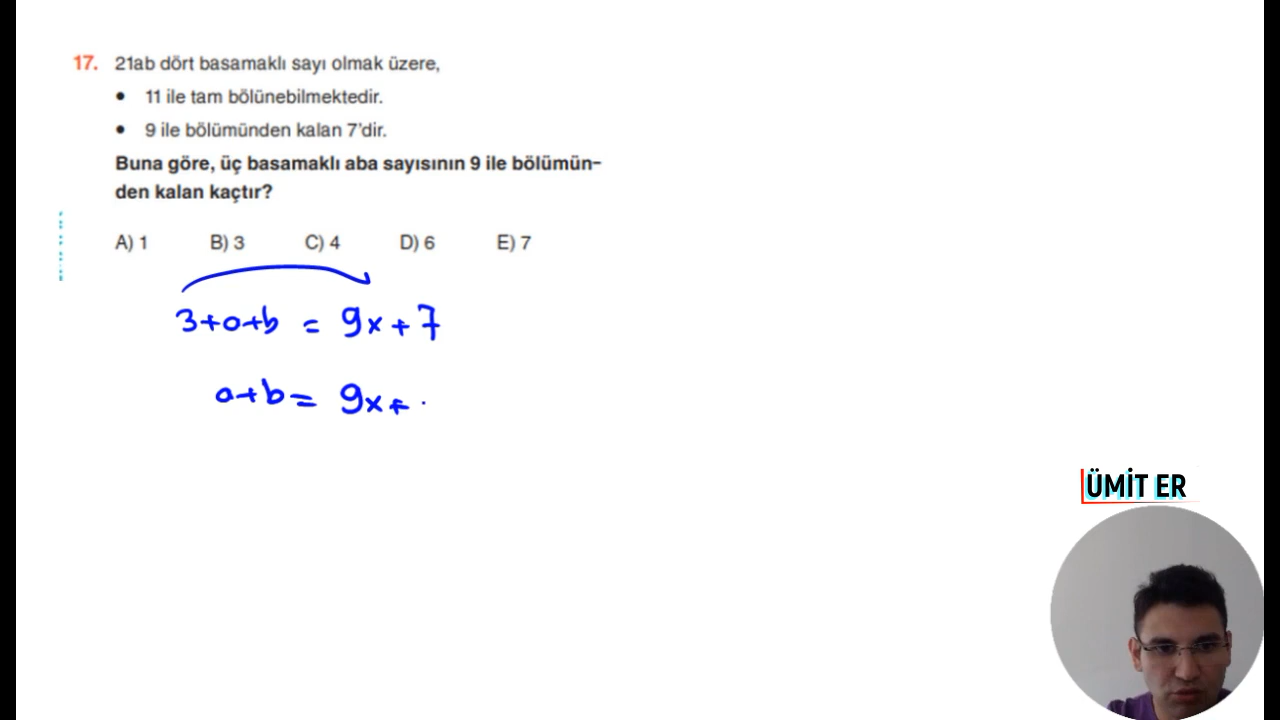 17. 21ab dört basamaklı sayı olmak üzere,
• 11 ile tam bölünebilmektedir.
• 9 ile bölümünden kalan 7'dir.
Buna göre, üç basamaklı aba sayısının 9 ile bölümün-
den kalan kaçtır?
A) 1 B) 3 C) 4 D) 6 E) 7
3+a+b = 9x+7
a+b = 9x+
ÜMİT ER